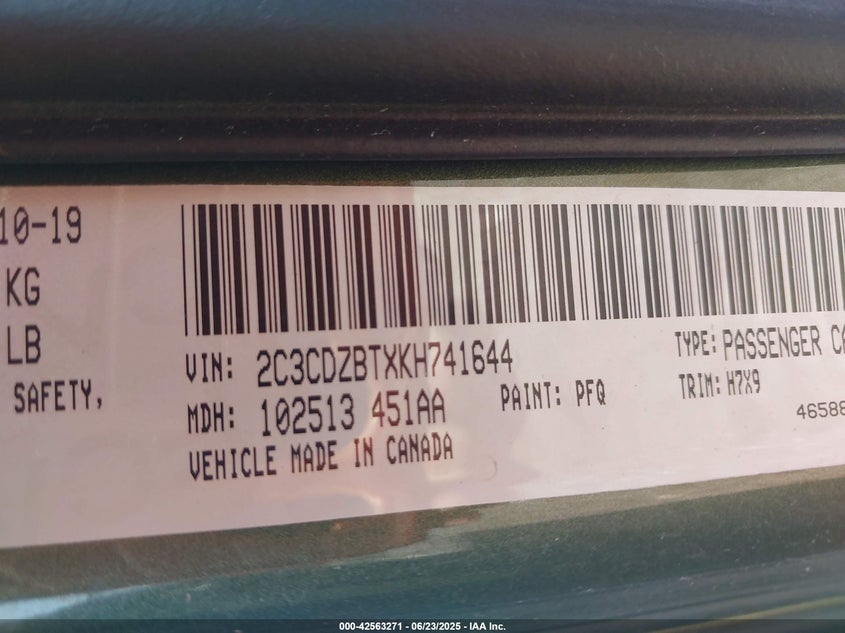 10-19
KG
LB
SAFETY,
VIN: 2C3CDZBTXKH741644
TYPE: PASSENGER CA
MDH: 102513 451AA
PAINT: PFQ
TRIM: H7X9
VEHICLE MADE IN CANADA
46588
000-42563271 - 06/23/2025 - IAA Inc.